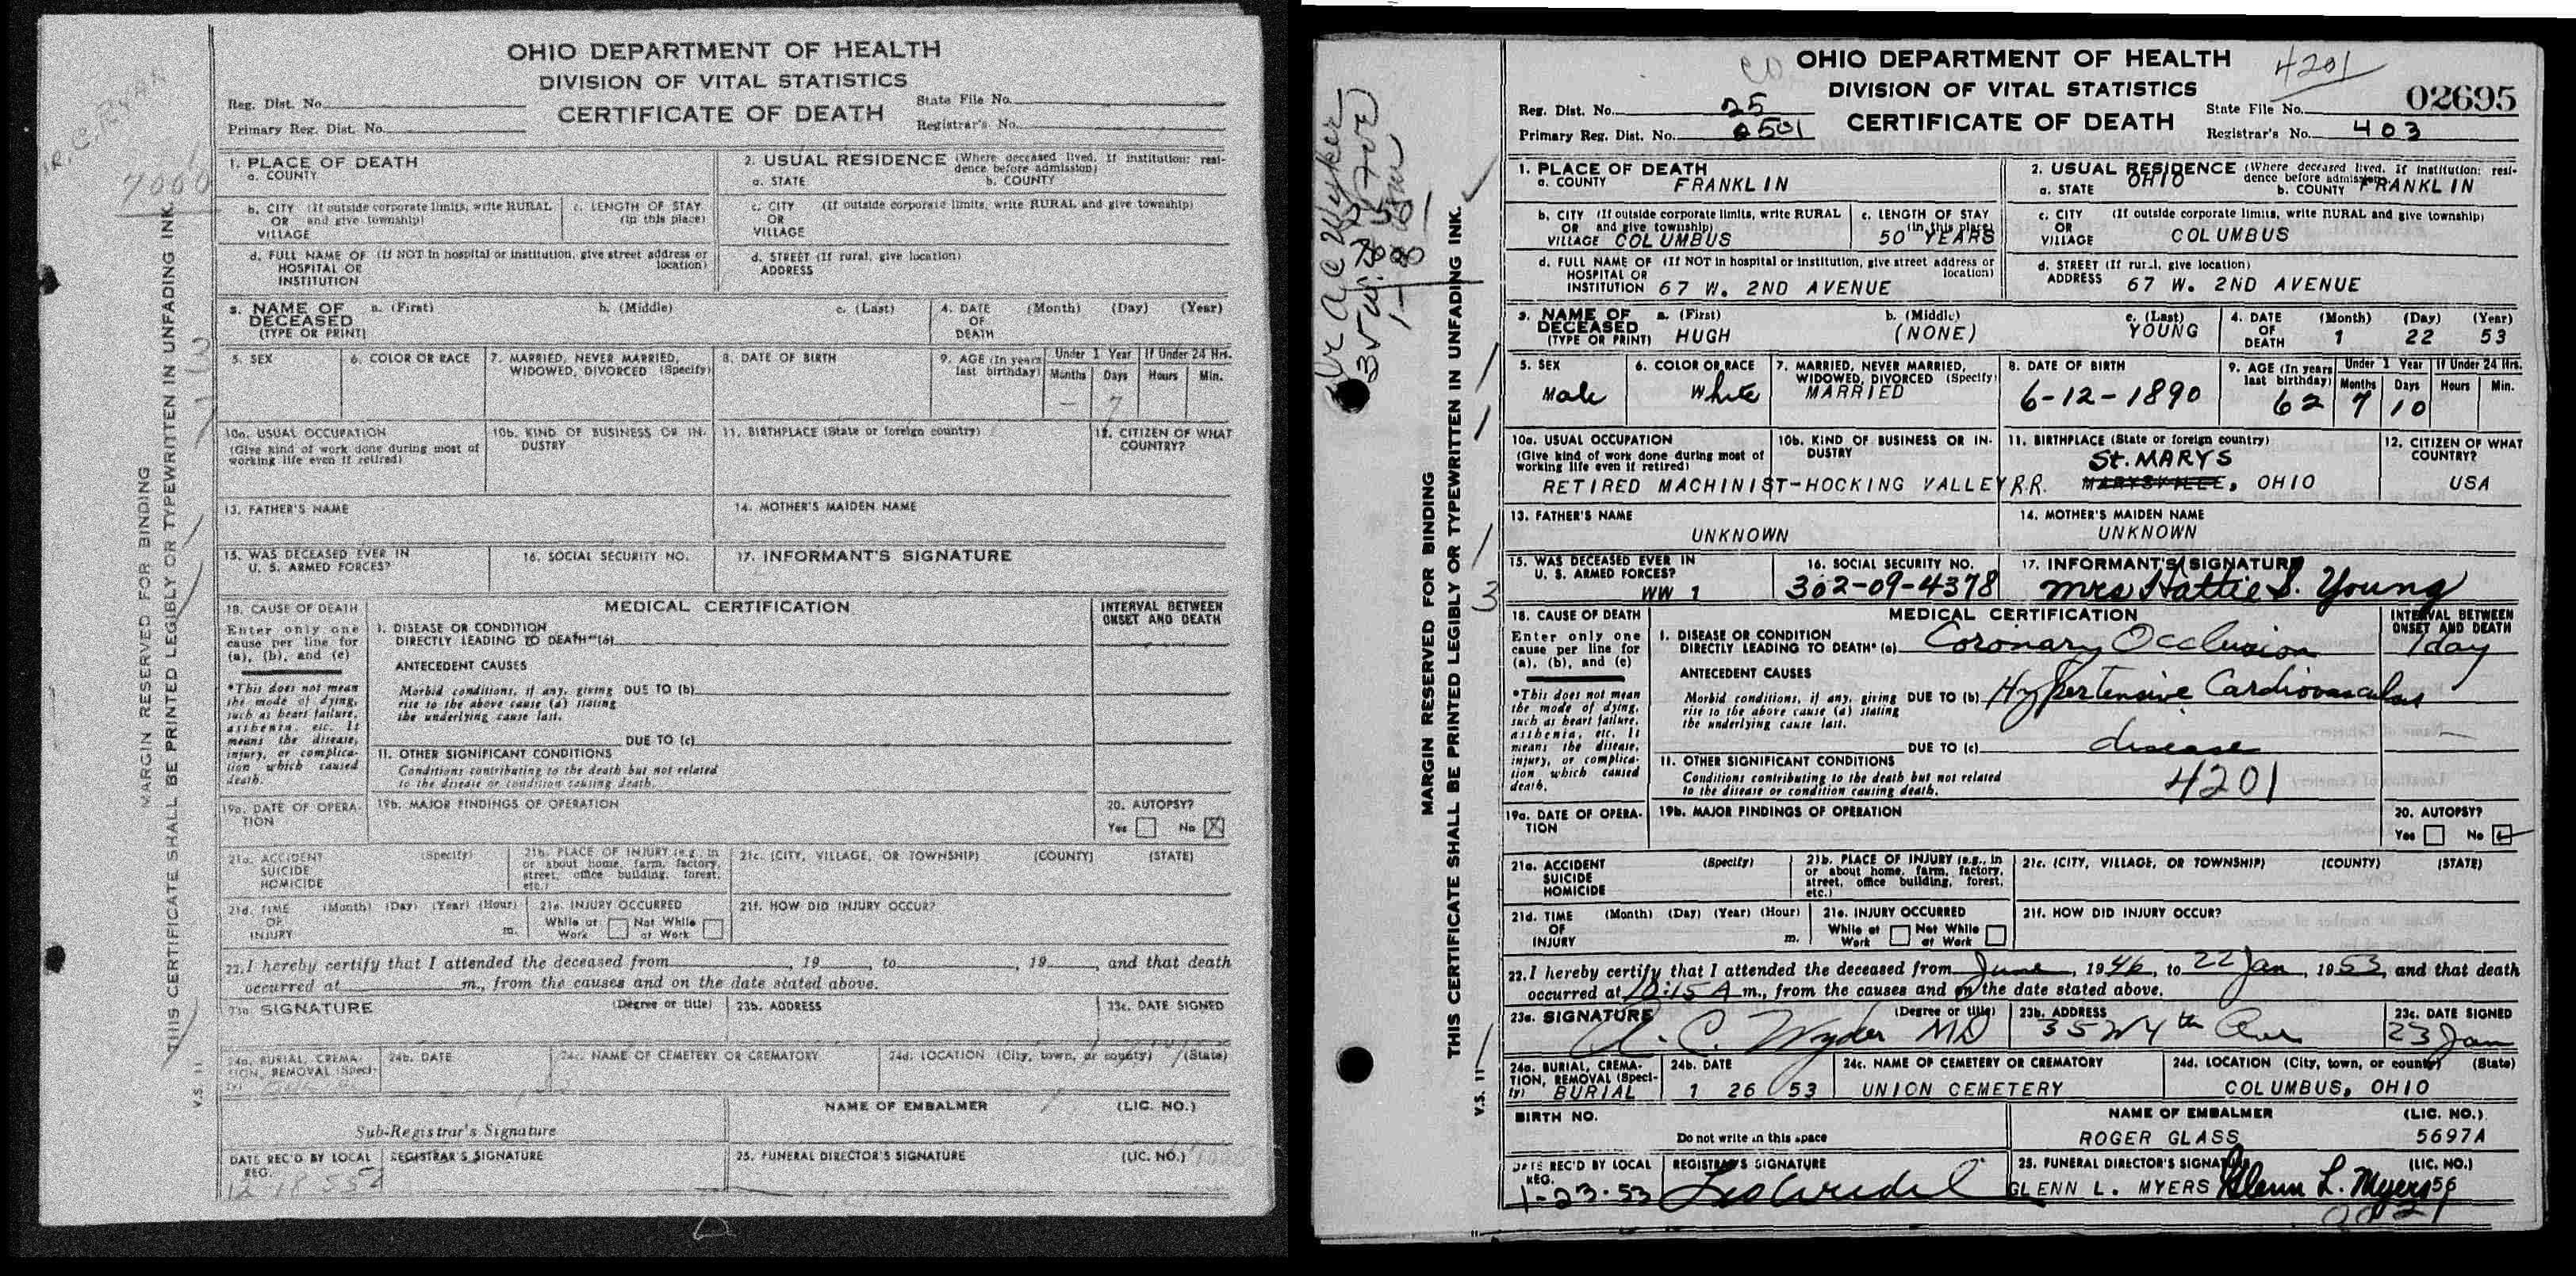 OHIO DEPARTMENT OF HEALTH
DIVISION OF VITAL STATISTICS
CERTIFICATE OF DEATH
Reg. Dist. No.
Primary Reg. Dist. No.
State File No.
Registrar's No.
1. PLACE OF DEATH
a. COUNTY
2. USUAL RESIDENCE (Where deceased lived. If institution: resi-
dence before admission)
a. STATE b. COUNTY
b. CITY (If outside corporate limits, write RURAL
OR and give township)
VILLAGE
c. LENGTH OF STAY
(in this place)
c. CITY (If outside corporate limits, write RURAL and give township)
OR
VILLAGE
d. FULL NAME OF (If NOT in hospital or institution, give street address or
HOSPITAL OR location)
INSTITUTION
d. STREET (If rural, give location)
ADDRESS
3. NAME OF a. (First) b. (Middle) c. (Last)
DECEASED
(TYPE OR PRINT)
4. DATE (Month) (Day) (Year)
OF
DEATH
5. SEX
6. COLOR OR RACE
7. MARRIED, NEVER MARRIED,
WIDOWED, DIVORCED (Specify)
8. DATE OF BIRTH
9. AGE (In years
last birthday)
Under 1 Year If Under 24 Hrs.
Months Days Hours Min.
7
10a. USUAL OCCUPATION
(Give kind of work done during most of
working life even if retired)
10b. KIND OF BUSINESS OR IN-
DUSTRY
11. BIRTHPLACE (State or foreign country)
12. CITIZEN OF WHAT
COUNTRY?
13. FATHER'S NAME
14. MOTHER'S MAIDEN NAME
15. WAS DECEASED EVER IN
U. S. ARMED FORCES?
16. SOCIAL SECURITY NO.
17. INFORMANT'S SIGNATURE
18. CAUSE OF DEATH
Enter only one
cause per line for
(a), (b), and (c)
*This does not mean
the mode of dying,
such as heart failure,
asthenia, etc. It
means the disease,
injury, or complica-
tion which caused
death.
MEDICAL CERTIFICATION
INTERVAL BETWEEN
ONSET AND DEATH
I. DISEASE OR CONDITION
DIRECTLY LEADING TO DEATH* (a)
ANTECEDENT CAUSES
Morbid conditions, if any, giving DUE TO (b)
rise to the above cause (a) stating
the underlying cause last.
DUE TO (c)
II. OTHER SIGNIFICANT CONDITIONS
Conditions contributing to the death but not related
to the disease or condition causing death.
19a. DATE OF OPERA-
TION
19b. MAJOR FINDINGS OF OPERATION
20. AUTOPSY?
Yes No X
21a. ACCIDENT (Specify)
SUICIDE
HOMICIDE
21b. PLACE OF INJURY (e.g., in
or about home, farm, factory,
street, office building, forest,
etc.)
21c. (CITY, VILLAGE, OR TOWNSHIP) (COUNTY) (STATE)
21d. TIME (Month) (Day) (Year) (Hour)
OF
INJURY m.
21e. INJURY OCCURRED
While at Not While
Work at Work
21f. HOW DID INJURY OCCUR?
22. I hereby certify that I attended the deceased from , 19 , to , 19 , and that death
occurred at m., from the causes and on the date stated above.
23a. SIGNATURE (Degree or title)
23b. ADDRESS
23c. DATE SIGNED
24a. BURIAL, CREMA-
TION, REMOVAL (Speci-
fy)
24b. DATE
24c. NAME OF CEMETERY OR CREMATORY
24d. LOCATION (City, town, or county) (State)
Sub-Registrar's Signature
NAME OF EMBALMER (LIC. NO.)
DATE REC'D BY LOCAL
REG.
REGISTRAR'S SIGNATURE
25. FUNERAL DIRECTOR'S SIGNATURE (LIC. NO.)
MARGIN RESERVED FOR BINDING
THIS CERTIFICATE SHALL BE PRINTED LEGIBLY OR TYPEWRITTEN IN UNFADING INK.
V.S. 11
OHIO DEPARTMENT OF HEALTH
DIVISION OF VITAL STATISTICS
CERTIFICATE OF DEATH
4201
02695
Reg. Dist. No. 25
Primary Reg. Dist. No. 2501
State File No.
Registrar's No. 403
1. PLACE OF DEATH
a. COUNTY FRANKLIN
2. USUAL RESIDENCE (Where deceased lived. If institution: resi-
dence before admission)
a. STATE OHIO b. COUNTY FRANKLIN
b. CITY (If outside corporate limits, write RURAL
OR and give township)
VILLAGE COLUMBUS
c. LENGTH OF STAY
(in this place)
50 YEARS
c. CITY (If outside corporate limits, write RURAL and give township)
OR
VILLAGE COLUMBUS
d. FULL NAME OF (If NOT in hospital or institution, give street address or
HOSPITAL OR location)
INSTITUTION 67 W. 2ND AVENUE
d. STREET (If rural, give location)
ADDRESS 67 W. 2ND AVENUE
3. NAME OF a. (First) b. (Middle) c. (Last)
DECEASED
(TYPE OR PRINT) HUGH (NONE) YOUNG
4. DATE (Month) (Day) (Year)
OF
DEATH 1 22 53
5. SEX
Male
6. COLOR OR RACE
White
7. MARRIED, NEVER MARRIED,
WIDOWED, DIVORCED (Specify)
MARRIED
8. DATE OF BIRTH
6-12-1890
9. AGE (In years
last birthday)
62
Under 1 Year If Under 24 Hrs.
Months Days Hours Min.
7 10
10a. USUAL OCCUPATION
(Give kind of work done during most of
working life even if retired)
10b. KIND OF BUSINESS OR IN-
DUSTRY
RETIRED MACHINIST-HOCKING VALLEY R.R.
11. BIRTHPLACE (State or foreign country)
St. MARYS
MARYSVILLE, OHIO
12. CITIZEN OF WHAT
COUNTRY?
USA
13. FATHER'S NAME
UNKNOWN
14. MOTHER'S MAIDEN NAME
UNKNOWN
15. WAS DECEASED EVER IN
U. S. ARMED FORCES?
WW 1
16. SOCIAL SECURITY NO.
302-09-4378
17. INFORMANT'S SIGNATURE
Mrs Hattie S. Young
18. CAUSE OF DEATH
Enter only one
cause per line for
(a), (b), and (c)
*This does not mean
the mode of dying,
such as heart failure,
asthenia, etc. It
means the disease,
injury, or complica-
tion which caused
death.
MEDICAL CERTIFICATION
INTERVAL BETWEEN
ONSET AND DEATH
I. DISEASE OR CONDITION
DIRECTLY LEADING TO DEATH* (a) Coronary Occlusion 1 day
ANTECEDENT CAUSES
Morbid conditions, if any, giving DUE TO (b) Hypertensive Cardiovascular
rise to the above cause (a) stating
the underlying cause last.
DUE TO (c) disease
II. OTHER SIGNIFICANT CONDITIONS
Conditions contributing to the death but not related
to the disease or condition causing death.
4201
19a. DATE OF OPERA-
TION
19b. MAJOR FINDINGS OF OPERATION
20. AUTOPSY?
Yes No
21a. ACCIDENT (Specify)
SUICIDE
HOMICIDE
21b. PLACE OF INJURY (e.g., in
or about home, farm, factory,
street, office building, forest,
etc.)
21c. (CITY, VILLAGE, OR TOWNSHIP) (COUNTY) (STATE)
21d. TIME (Month) (Day) (Year) (Hour)
OF
INJURY m.
21e. INJURY OCCURRED
While at Not While
Work at Work
21f. HOW DID INJURY OCCUR?
22. I hereby certify that I attended the deceased from June, 1946, to 22 Jan, 1953, and that death
occurred at 10:15 A m., from the causes and on the date stated above.
23a. SIGNATURE (Degree or title)
C. MD
23b. ADDRESS
35 W 4th Ave
23c. DATE SIGNED
23 Jan
24a. BURIAL, CREMA-
TION, REMOVAL (Speci-
fy) BURIAL
24b. DATE
1 26 53
24c. NAME OF CEMETERY OR CREMATORY
UNION CEMETERY
24d. LOCATION (City, town, or county) (State)
COLUMBUS, OHIO
BIRTH NO.
Do not write in this space
NAME OF EMBALMER (LIC. NO.)
ROGER GLASS 5697A
DATE REC'D BY LOCAL
REG.
1-23-53
REGISTRAR'S SIGNATURE
25. FUNERAL DIRECTOR'S SIGNATURE (LIC. NO.)
GLENN L. MYERS Glenn L. Myers 56
MARGIN RESERVED FOR BINDING
THIS CERTIFICATE SHALL BE PRINTED LEGIBLY OR TYPEWRITTEN IN UNFADING INK.
V.S. 11
3